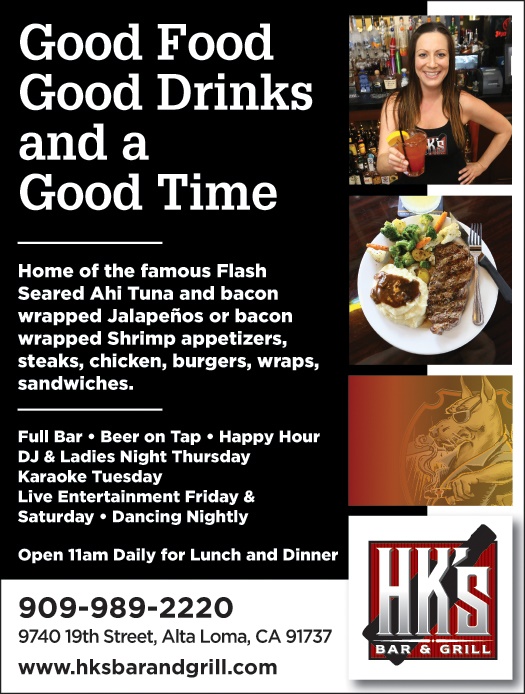 Good Food
Good Drinks
and a
Good Time
Home of the famous Flash
Seared Ahi Tuna and bacon
wrapped Jalapeños or bacon
wrapped Shrimp appetizers,
steaks, chicken, burgers, wraps,
sandwiches.
Full Bar • Beer on Tap • Happy Hour
DJ & Ladies Night Thursday
Karaoke Tuesday
Live Entertainment Friday &
Saturday • Dancing Nightly
Open 11am Daily for Lunch and Dinner
909-989-2220
9740 19th Street, Alta Loma, CA 91737
www.hksbarandgrill.com
HK's
HK'S
BAR & GRILL